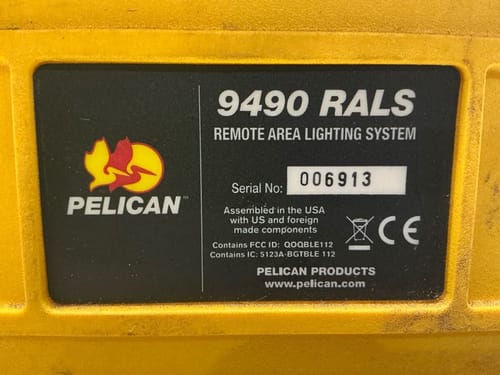 PELICAN™
9490 RALS
REMOTE AREA LIGHTING SYSTEM
Serial No: 006913
Assembled in the USA
with US and foreign
made components
Contains FCC ID: QOQBLE112
Contains IC: 5123A-BGTBLE 112
CE
PELICAN PRODUCTS
www.pelican.com